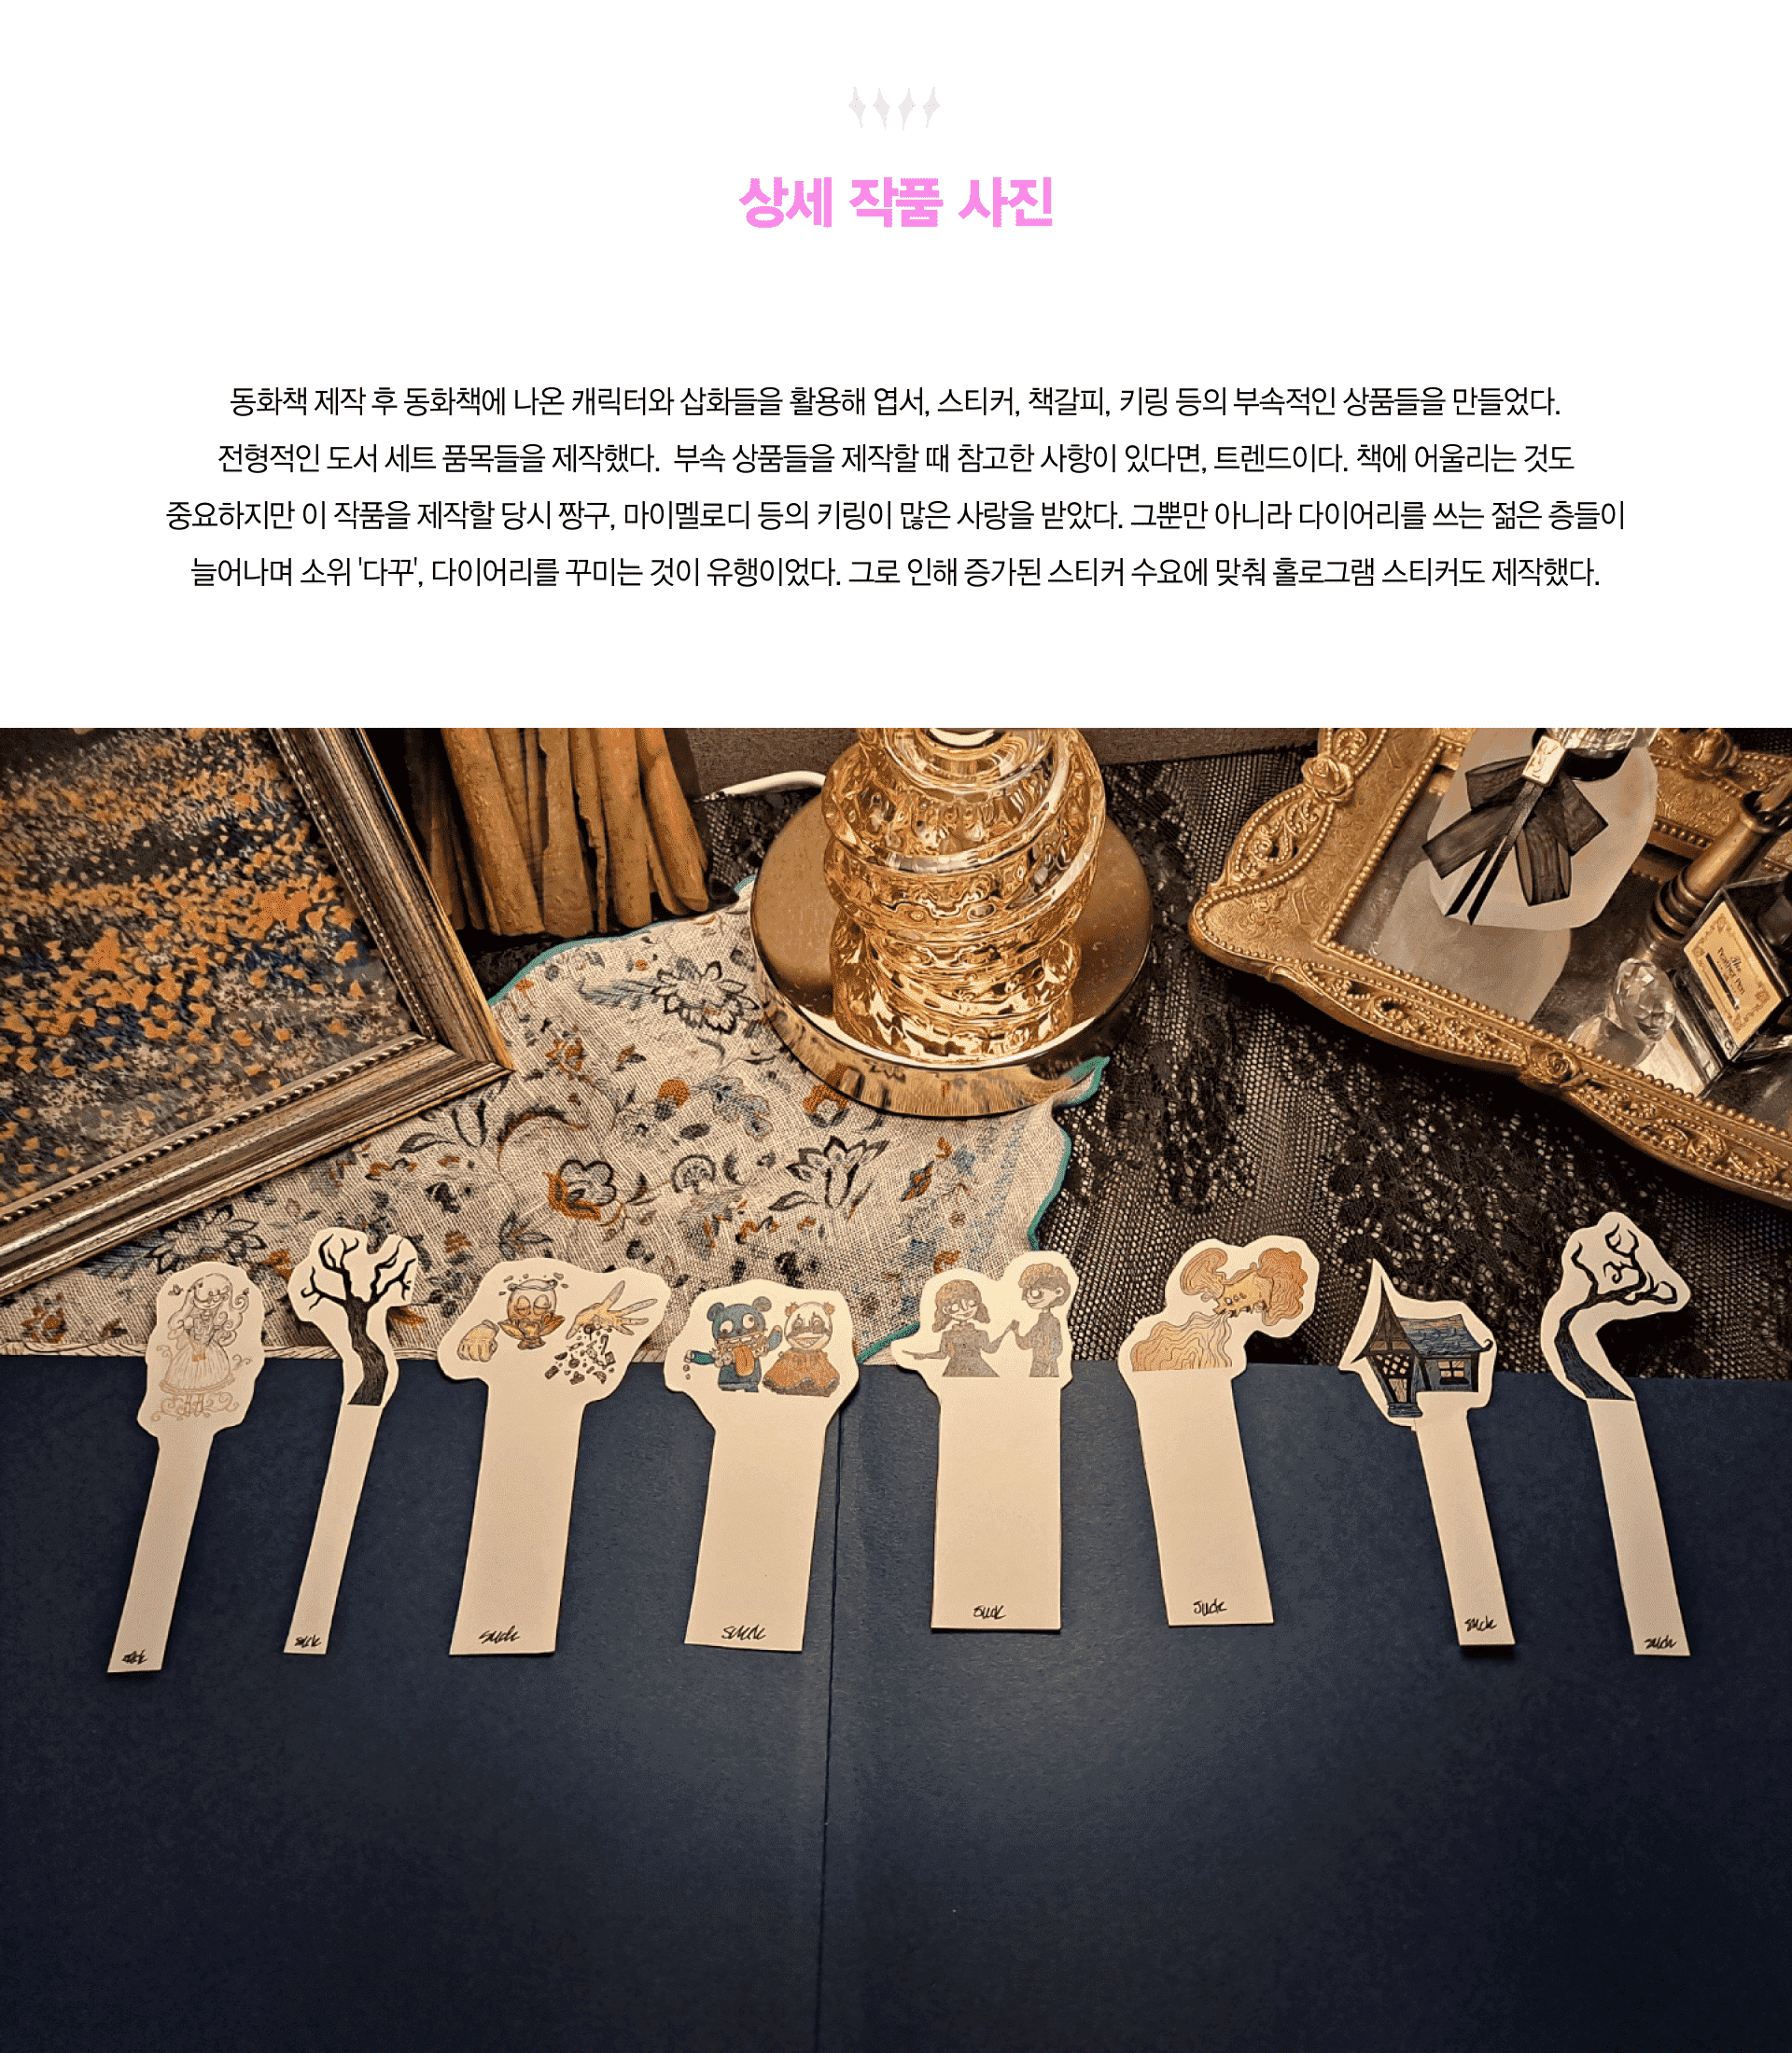 상세 작품 사진
동화책 제작 후 동화책에 나온 캐릭터와 삽화들을 활용해 엽서, 스티커, 책갈피, 키링 등의 부속적인 상품들을 만들었다.
전형적인 도서 세트 품목들을 제작했다. 부속 상품들을 제작할 때 참고한 사항이 있다면, 트렌드이다. 책에 어울리는 것도
중요하지만 이 작품을 제작할 당시 짱구, 마이멜로디 등의 키링이 많은 사랑을 받았다. 그뿐만 아니라 다이어리를 쓰는 젊은 층들이
늘어나며 소위 '다꾸', 다이어리를 꾸미는 것이 유행이었다. 그로 인해 증가된 스티커 수요에 맞춰 홀로그램 스티커도 제작했다.
The